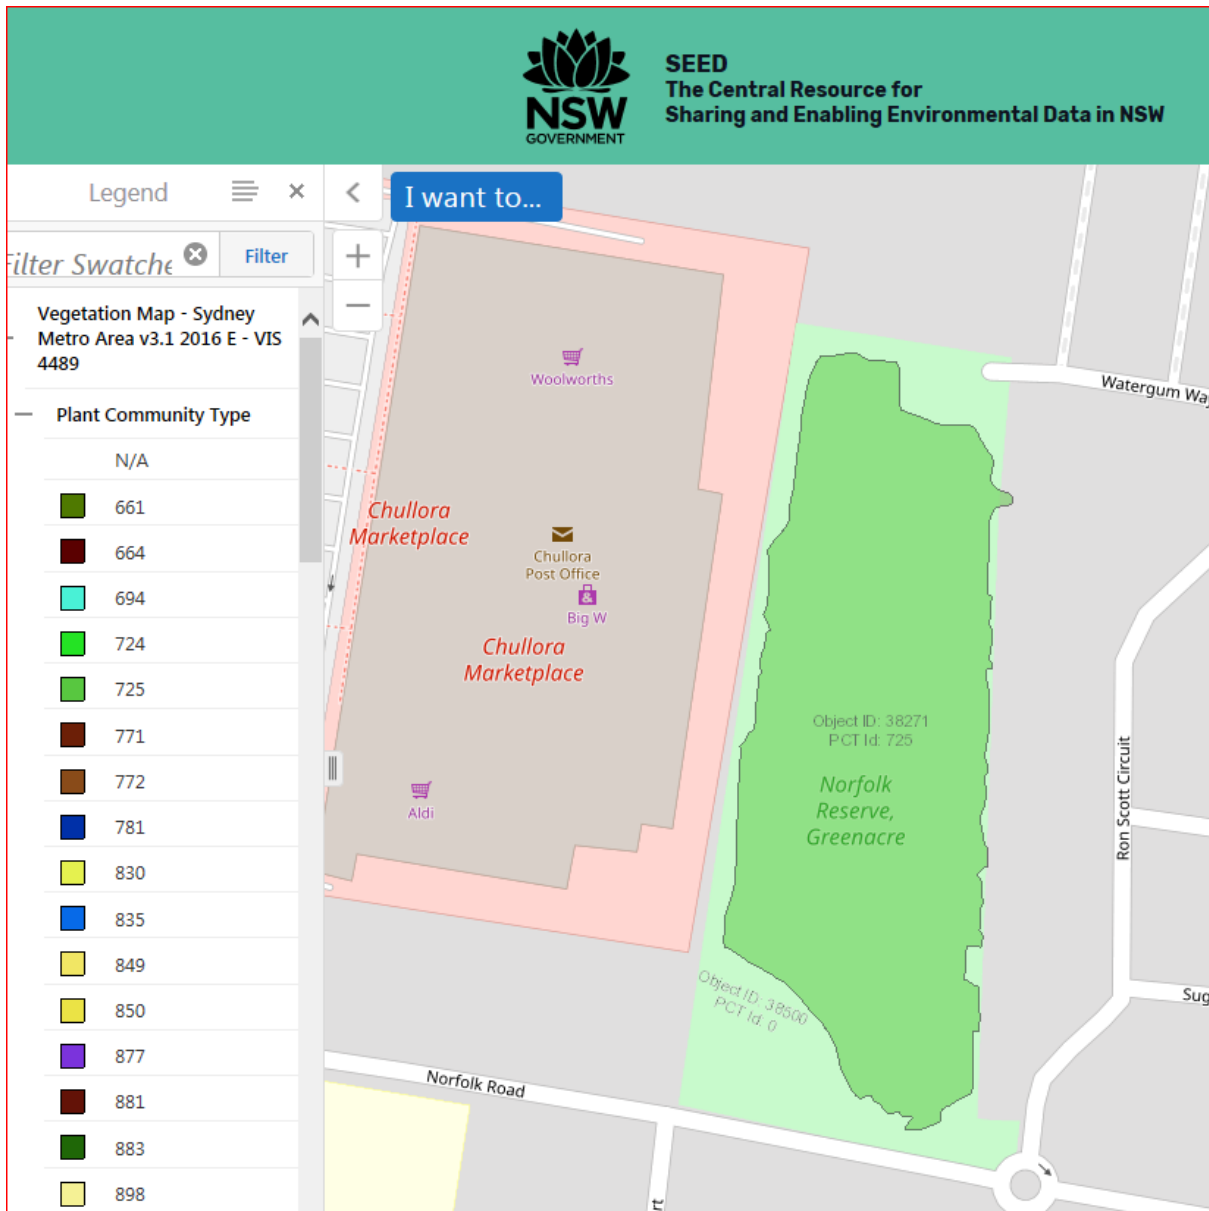 NSW
GOVERNMENT
SEED
The Central Resource for
Sharing and Enabling Environmental Data in NSW
Legend
I want to...
Filter Swatche
Filter
Vegetation Map - Sydney
Metro Area v3.1 2016 E - VIS
4489
Plant Community Type
N/A
661
664
694
724
725
771
772
781
830
835
849
850
877
881
883
898
Woolworths
Watergum Way
Chullora
Marketplace
Chullora
Post Office
Big W
Chullora
Marketplace
Object ID: 38271
PCT Id: 725
Norfolk
Reserve,
Greenacre
Aldi
Ron Scott Circuit
Object ID: 38500
PCT Id: 0
Sug
Norfolk Road
rt